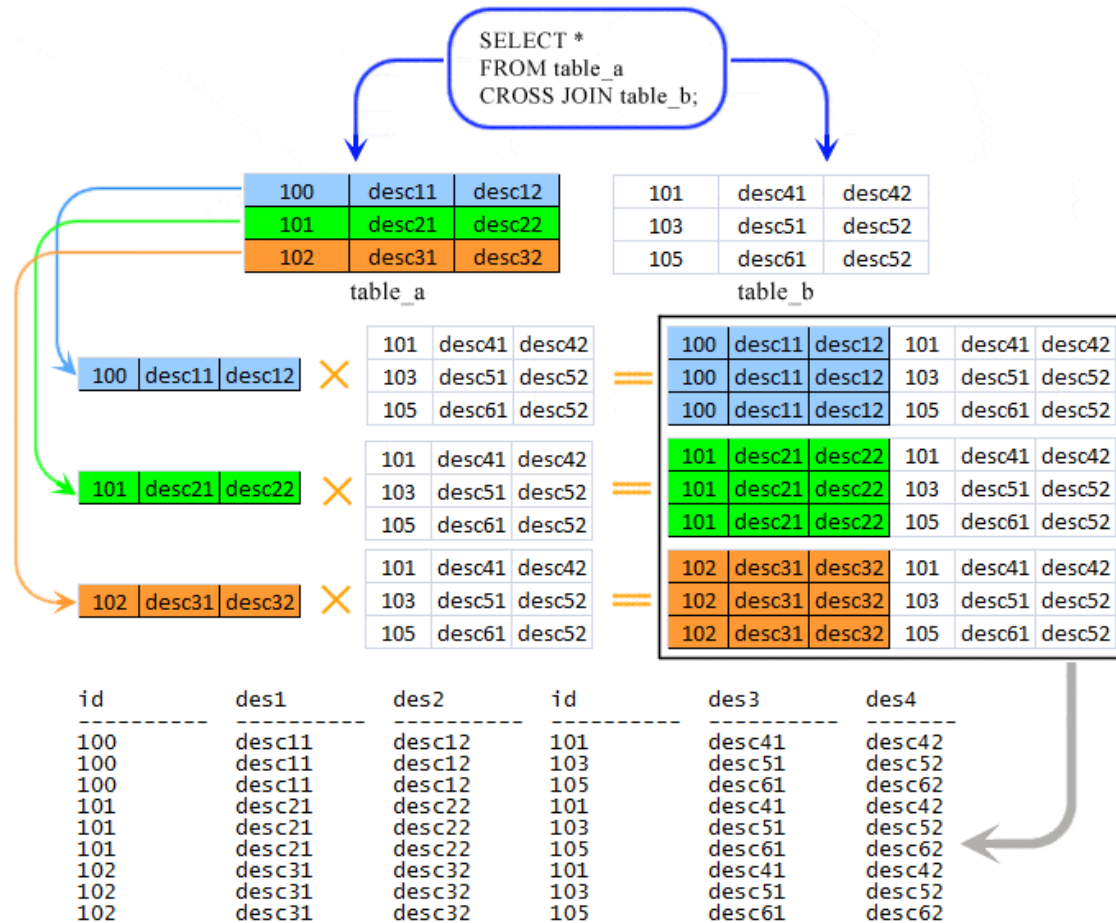 SELECT *
FROM table_a
CROSS JOIN table_b;
100 desc11 desc12
101 desc21 desc22
102 desc31 desc32
table_a
101 desc41 desc42
103 desc51 desc52
105 desc61 desc52
table_b
100 desc11 desc12
101 desc41 desc42
103 desc51 desc52
105 desc61 desc52
100 desc11 desc12 101 desc41 desc42
100 desc11 desc12 103 desc51 desc52
100 desc11 desc12 105 desc61 desc52
101 desc21 desc22
101 desc41 desc42
103 desc51 desc52
105 desc61 desc52
101 desc21 desc22 101 desc41 desc42
101 desc21 desc22 103 desc51 desc52
101 desc21 desc22 105 desc61 desc52
102 desc31 desc32
101 desc41 desc42
103 desc51 desc52
105 desc61 desc52
102 desc31 desc32 101 desc41 desc42
102 desc31 desc32 103 desc51 desc52
102 desc31 desc32 105 desc61 desc52
id des1 des2 id des3 des4
---------- ---------- ---------- ---------- ---------- -------
100 desc11 desc12 101 desc41 desc42
100 desc11 desc12 103 desc51 desc52
100 desc11 desc12 105 desc61 desc62
101 desc21 desc22 101 desc41 desc42
101 desc21 desc22 103 desc51 desc52
101 desc21 desc22 105 desc61 desc62
102 desc31 desc32 101 desc41 desc42
102 desc31 desc32 103 desc51 desc52
102 desc31 desc32 105 desc61 desc62